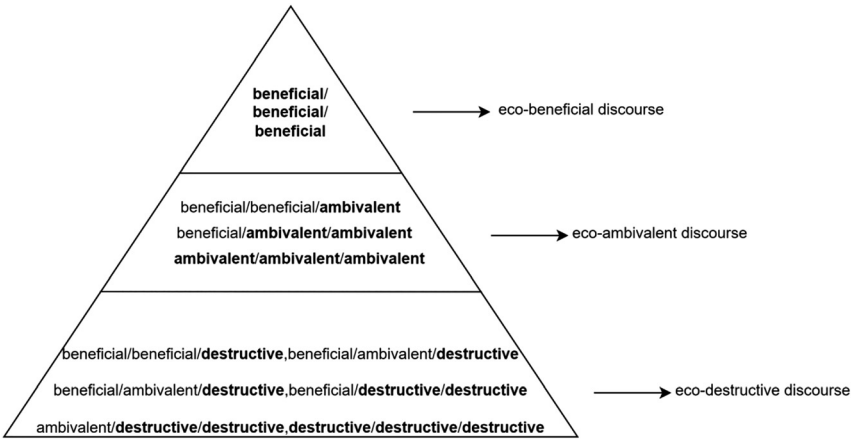 beneficial/
beneficial/
beneficial
eco-beneficial discourse
beneficial/beneficial/ambivalent
beneficial/ambivalent/ambivalent
ambivalent/ambivalent/ambivalent
eco-ambivalent discourse
beneficial/beneficial/destructive,beneficial/ambivalent/destructive
beneficial/ambivalent/destructive,beneficial/destructive/destructive
ambivalent/destructive/destructive,destructive/destructive/destructive
eco-destructive discourse